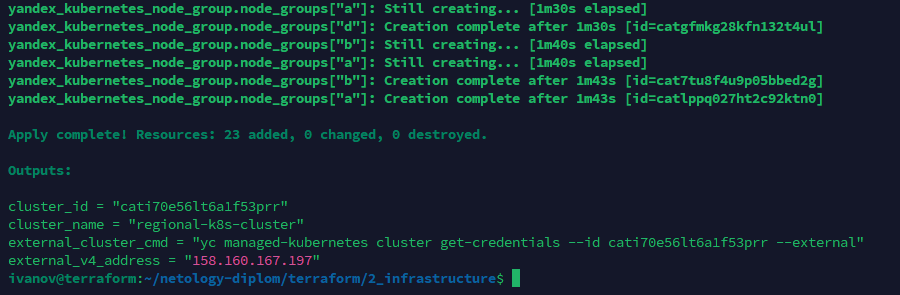 yandex_kubernetes_node_group.node_groups["a"]: Still creating... [1m30s elapsed]
yandex_kubernetes_node_group.node_groups["d"]: Creation complete after 1m30s [id=catgfmkg28kfn132t4ul]
yandex_kubernetes_node_group.node_groups["b"]: Still creating... [1m40s elapsed]
yandex_kubernetes_node_group.node_groups["a"]: Still creating... [1m40s elapsed]
yandex_kubernetes_node_group.node_groups["b"]: Creation complete after 1m43s [id=cat7tu8f4u9p05bbed2g]
yandex_kubernetes_node_group.node_groups["a"]: Creation complete after 1m43s [id=catlppq027ht2c92ktn0]
Apply complete! Resources: 23 added, 0 changed, 0 destroyed.
Outputs:
cluster_id = "cati70e56lt6a1f53prr"
cluster_name = "regional-k8s-cluster"
external_cluster_cmd = "yc managed-kubernetes cluster get-credentials --id cati70e56lt6a1f53prr --external"
external_v4_address = "158.160.167.197"
ivanov@terraform:~/netology-diplom/terraform/2_infrastructure$